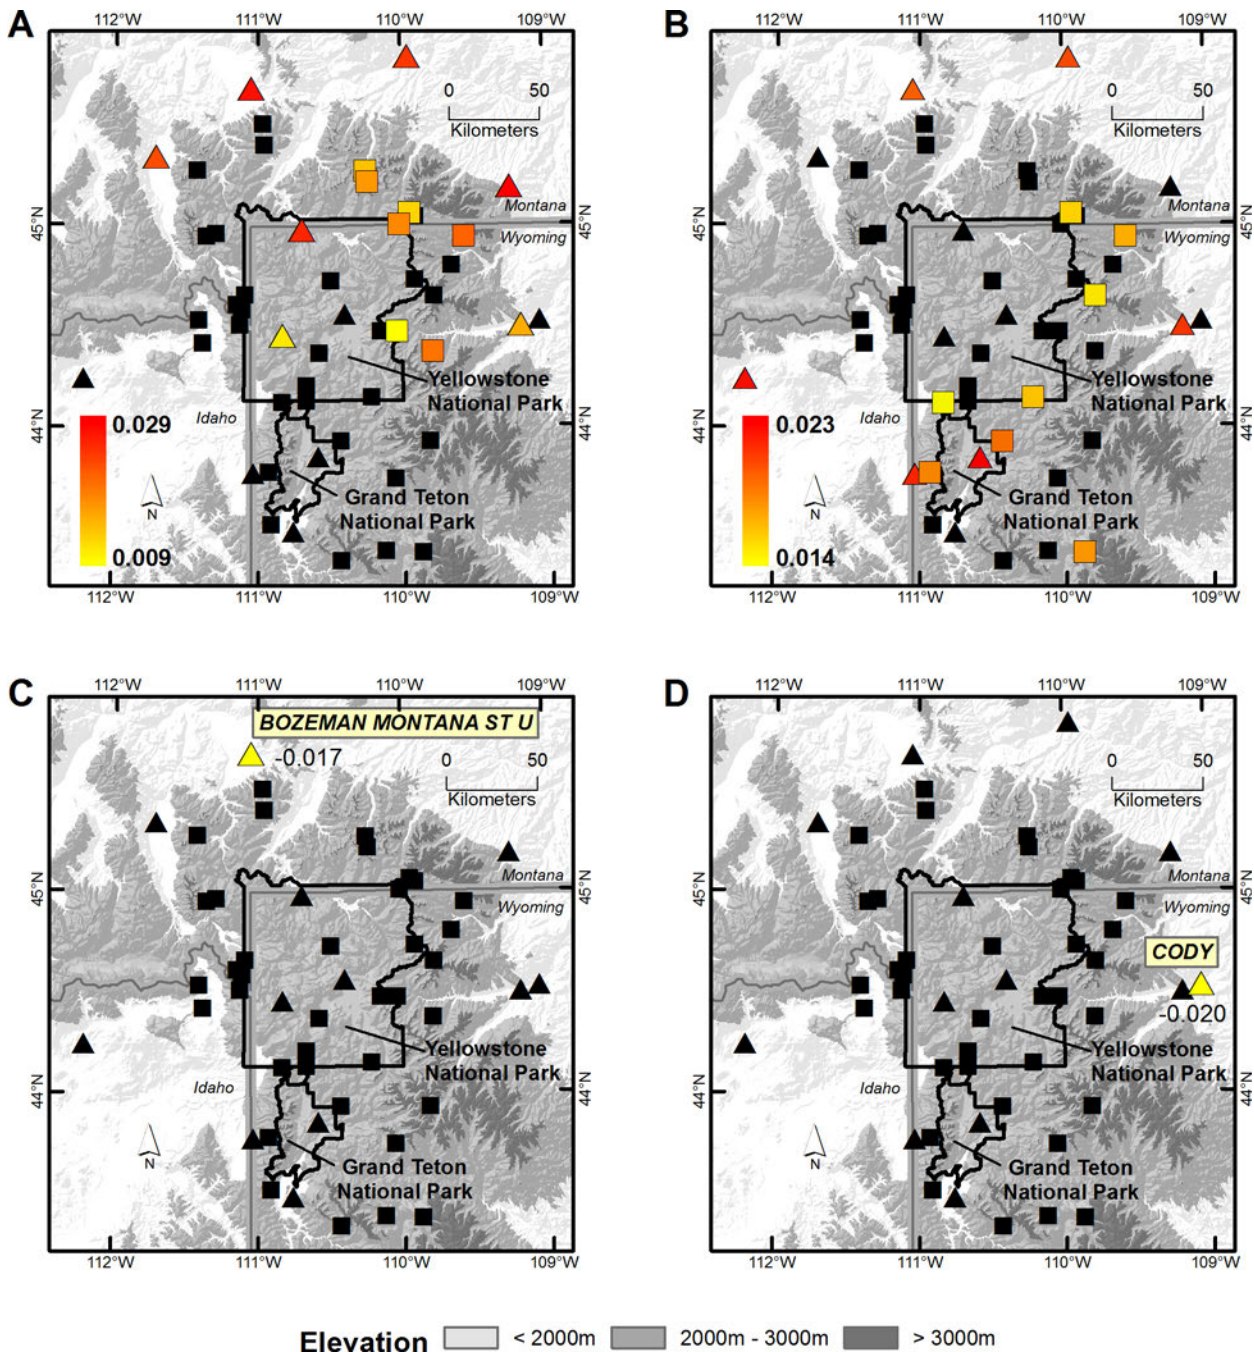 A
112°W 111°W 110°W 109°W
0 50
Kilometers
Montana
Wyoming
45°N
45°N
Yellowstone
National Park
Idaho
44°N
44°N
0.029
0.009
N
Grand Teton
National Park
112°W 111°W 110°W 109°W
B
112°W 111°W 110°W 109°W
0 50
Kilometers
Montana
Wyoming
45°N
45°N
Yellowstone
National Park
Idaho
44°N
44°N
0.023
0.014
N
Grand Teton
National Park
112°W 111°W 110°W 109°W
C
112°W 111°W 110°W 109°W
BOZEMAN MONTANA ST U
-0.017
0 50
Kilometers
Montana
Wyoming
45°N
45°N
Yellowstone
National Park
Idaho
44°N
44°N
N
Grand Teton
National Park
112°W 111°W 110°W 109°W
D
112°W 111°W 110°W 109°W
0 50
Kilometers
Montana
Wyoming
45°N
45°N
CODY
-0.020
Yellowstone
National Park
Idaho
44°N
44°N
N
Grand Teton
National Park
112°W 111°W 110°W 109°W
Elevation < 2000m 2000m - 3000m > 3000m